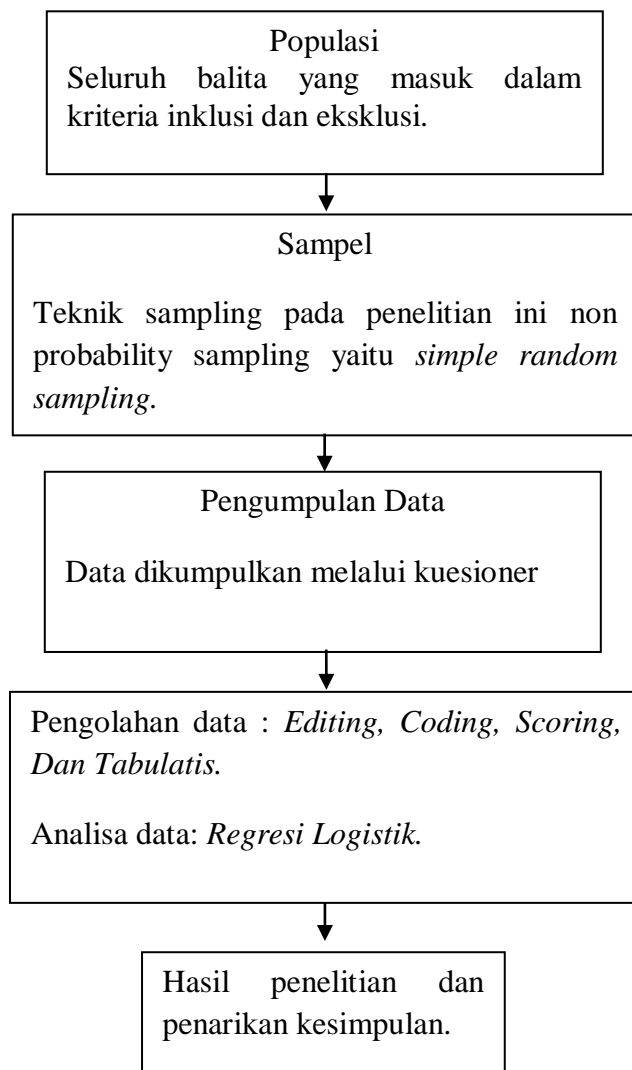 Populasi
Seluruh balita yang masuk dalam
kriteria inklusi dan eksklusi.
Sampel
Teknik sampling pada penelitian ini non
probability sampling yaitu simple random
sampling.
Pengumpulan Data
Data dikumpulkan melalui kuesioner
Pengolahan data : Editing, Coding, Scoring,
Dan Tabulatis.
Analisa data: Regresi Logistik.
Hasil penelitian dan
penarikan kesimpulan.